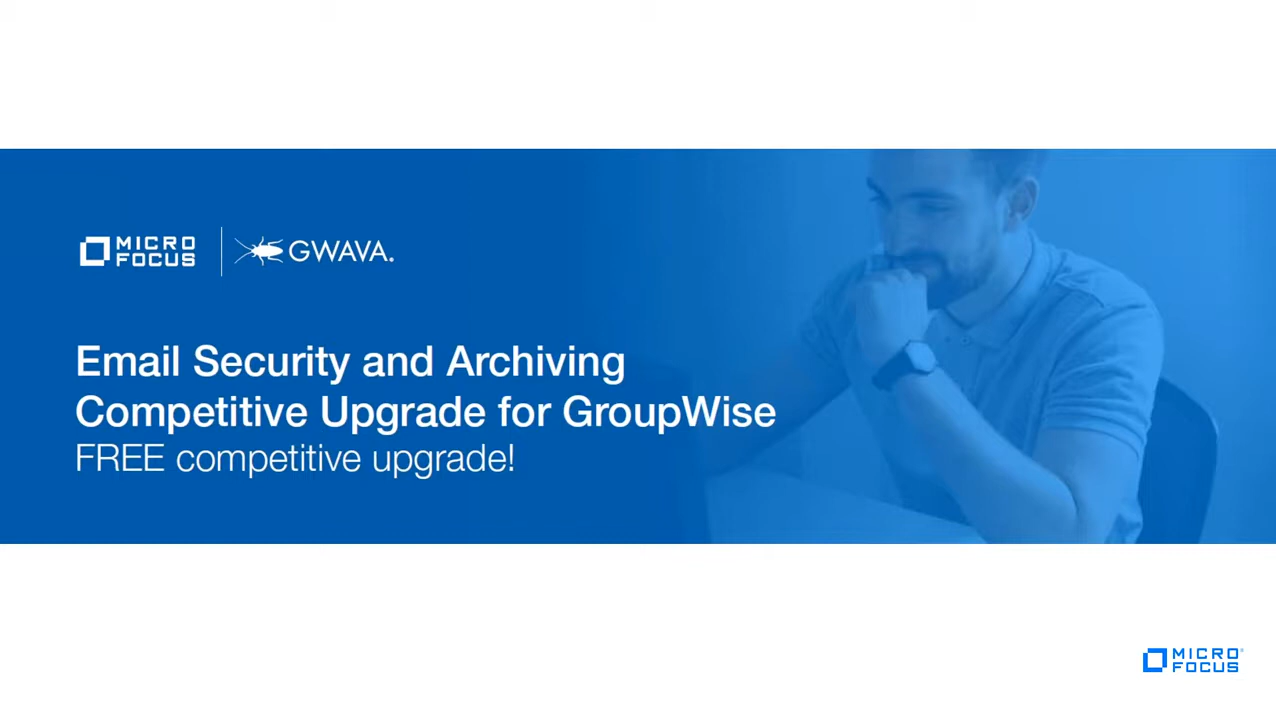 MICRO
FOCUS
GWAVA.
Email Security and Archiving
Competitive Upgrade for GroupWise
FREE competitive upgrade!
MICRO
FOCUS